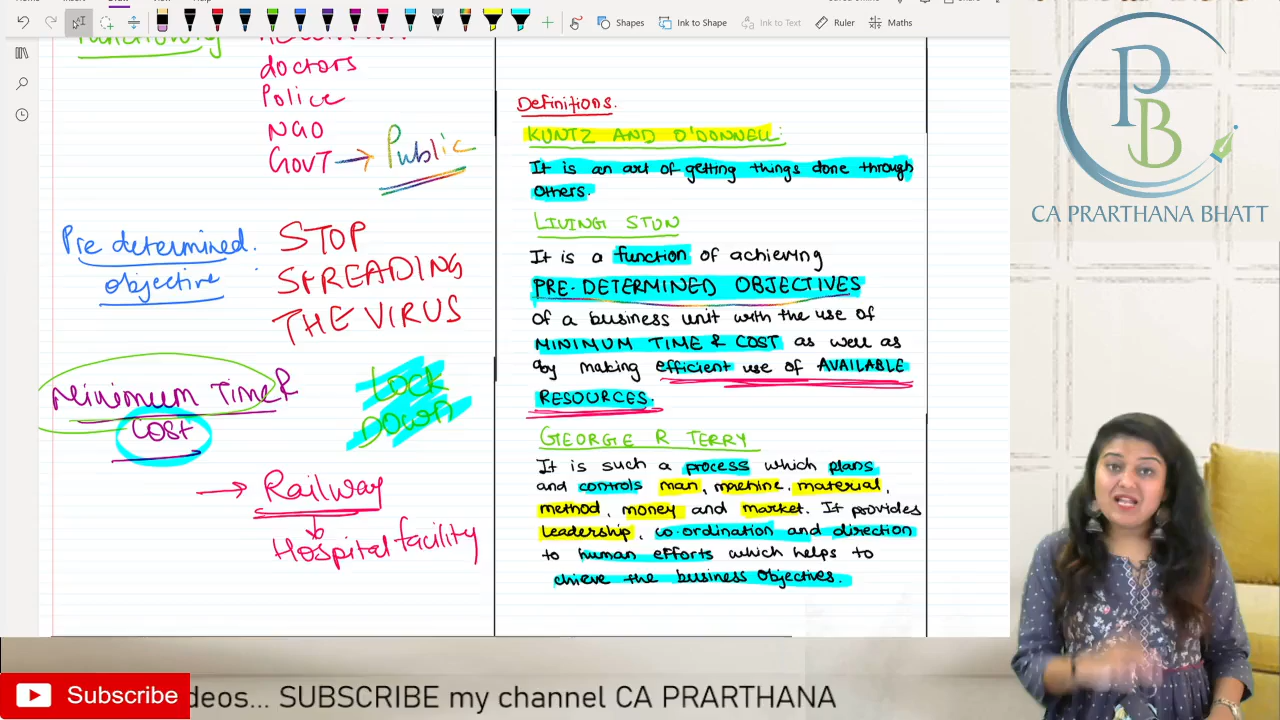 Insert
Draw
Shapes
Ink to Shape
Ink to Text
Ruler
Maths
Functioning
doctors
Police
NGO
GOVT → Public
Pre determined
objective
STOP
SPREADING
THE VIRUS
Minimum Time &
Cost
Lock
Down
→ Railway
Hospital facility
Definitions.
KUNTZ AND O'DONNELL:
It is an art of getting things done through
others.
LIVING STON
It is a function of achieving
PRE-DETERMINED OBJECTIVES
of a business unit with the use of
MINIMUM TIME & COST as well as
by making efficient use of AVAILABLE
RESOURCES.
GEORGE R TERRY
It is such a process which plans
and controls man, machine, material,
method, money and market. It provides
leadership, co-ordination and direction
to human efforts which helps to
chieve the business objectives.
P
B
CA PRARTHANA BHATT
Subscribe
deos... SUBSCRIBE my channel CA PRARTHANA